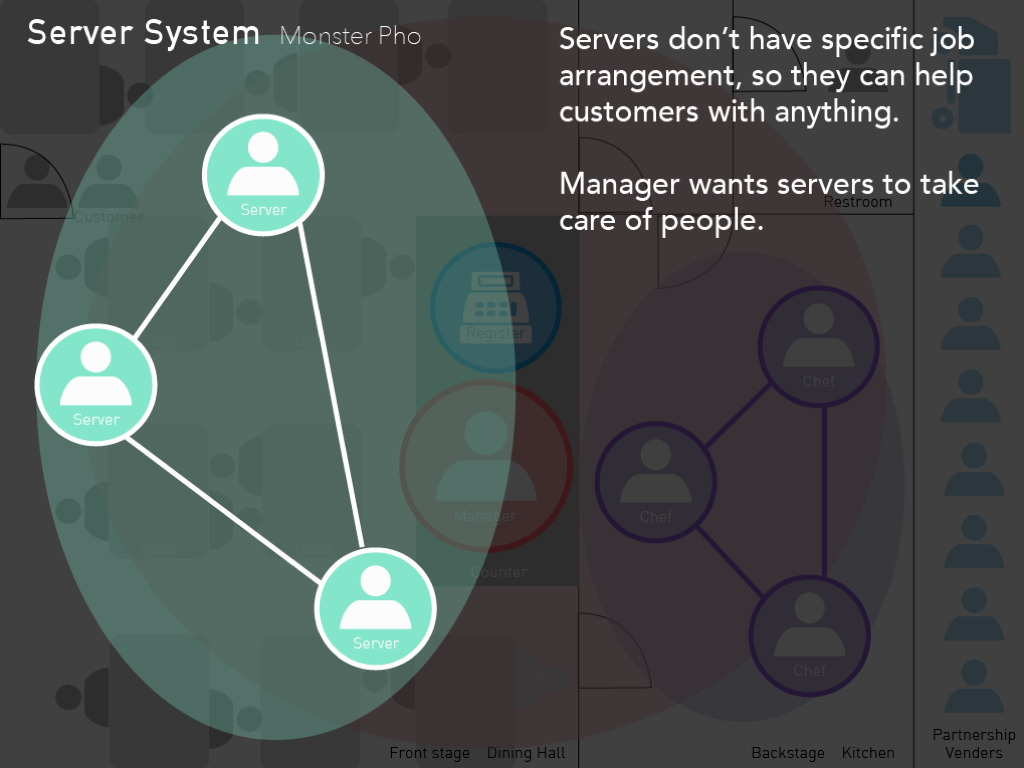 Server System Monster Pho
Servers don’t have specific job
arrangement, so they can help
customers with anything.
Manager wants servers to take
care of people.
Restroom
Customer
Server
Server
Server
Register
Manager
Counter
Chef
Chef
Chef
Front stage Dining Hall
Backstage Kitchen
Partnership
Venders